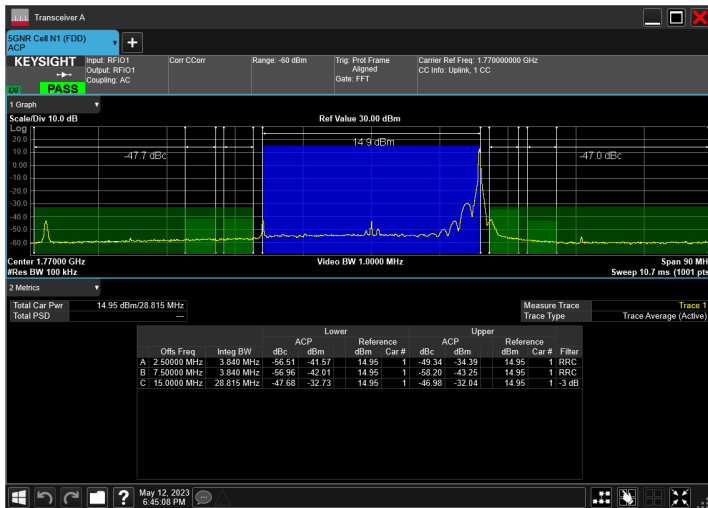 Transceiver A
5GNR Cell N1 (FDD)
ACP
KEYSIGHT
LXI
PASS
Input: RFIO1
Output: RFIO1
Coupling: AC
Corr CCorr
Range: -60 dBm
Trig: Prot Frame
Aligned
Gate: FFT
Carrier Ref Freq: 1.770000000 GHz
CC Info: Uplink, 1 CC
1 Graph
Scale/Div 10.0 dB
Ref Value 30.00 dBm
Log
20.0
10.0
0.00
-10.0
-20.0
-30.0
-40.0
-50.0
-60.0
-47.7 dBc
14.9 dBm
-47.0 dBc
Center 1.77000 GHz
Video BW 1.0000 MHz
Span 90 MH
#Res BW 100 kHz
Sweep 10.7 ms (1001 pts
2 Metrics
Total Car Pwr 14.95 dBm/28.815 MHz
Total PSD ---
Measure Trace Trace 1
Trace Type Trace Average (Active)
Lower Upper
ACP Reference ACP Reference
Offs Freq Integ BW dBc dBm dBm Car # dBc dBm dBm Car # Filter
A 2.50000 MHz 3.840 MHz -56.51 -41.57 14.95 1 -49.34 -34.39 14.95 1 RRC
B 7.50000 MHz 3.840 MHz -56.96 -42.01 14.95 1 -58.20 -43.25 14.95 1 RRC
C 15.0000 MHz 28.815 MHz -47.68 -32.73 14.95 1 -46.98 -32.04 14.95 1 -3 dB
May 12, 2023
6:45:08 PM